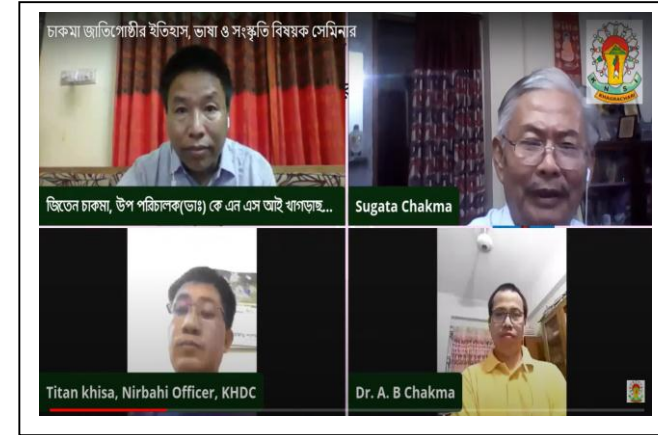 চাকমা জাতিগোষ্ঠীর ইতিহাস, ভাষা ও সংস্কৃতি বিষয়ক সেমিনার
জিতেন চাকমা, উপ পরিচালক(ভাঃ) কে এন এস আই খাগড়াছ...
Sugata Chakma
Titan khisa, Nirbahi Officer, KHDC
Dr. A. B Chakma